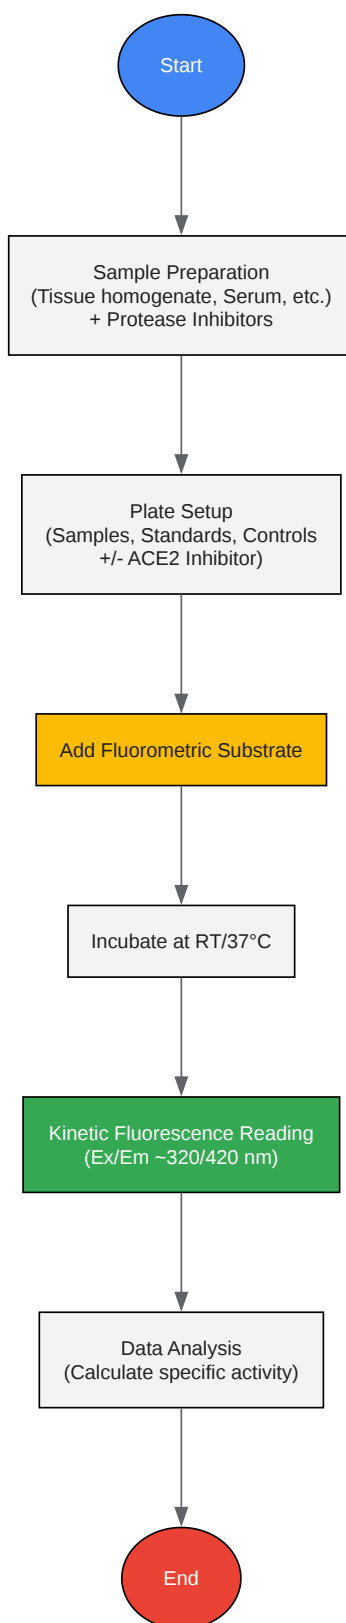 Start
Sample Preparation
(Tissue homogenate, Serum, etc.)
+ Protease Inhibitors
Plate Setup
(Samples, Standards, Controls
+/- ACE2 Inhibitor)
Add Fluorometric Substrate
Incubate at RT/37°C
Kinetic Fluorescence Reading
(Ex/Em ~320/420 nm)
Data Analysis
(Calculate specific activity)
End